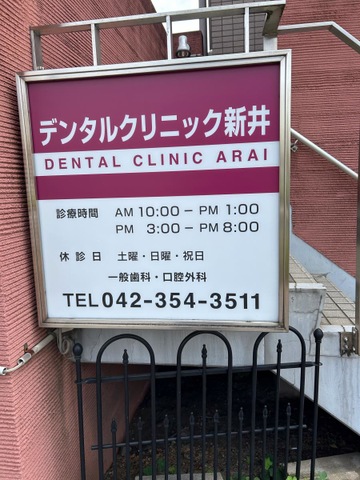 デンタルクリニック新井
DENTAL CLINIC ARAI
診療時間 AM 10:00 – PM 1:00
PM 3:00 – PM 8:00
休診日 土曜・日曜・祝日
一般歯科・口腔外科
TEL 042-354-3511